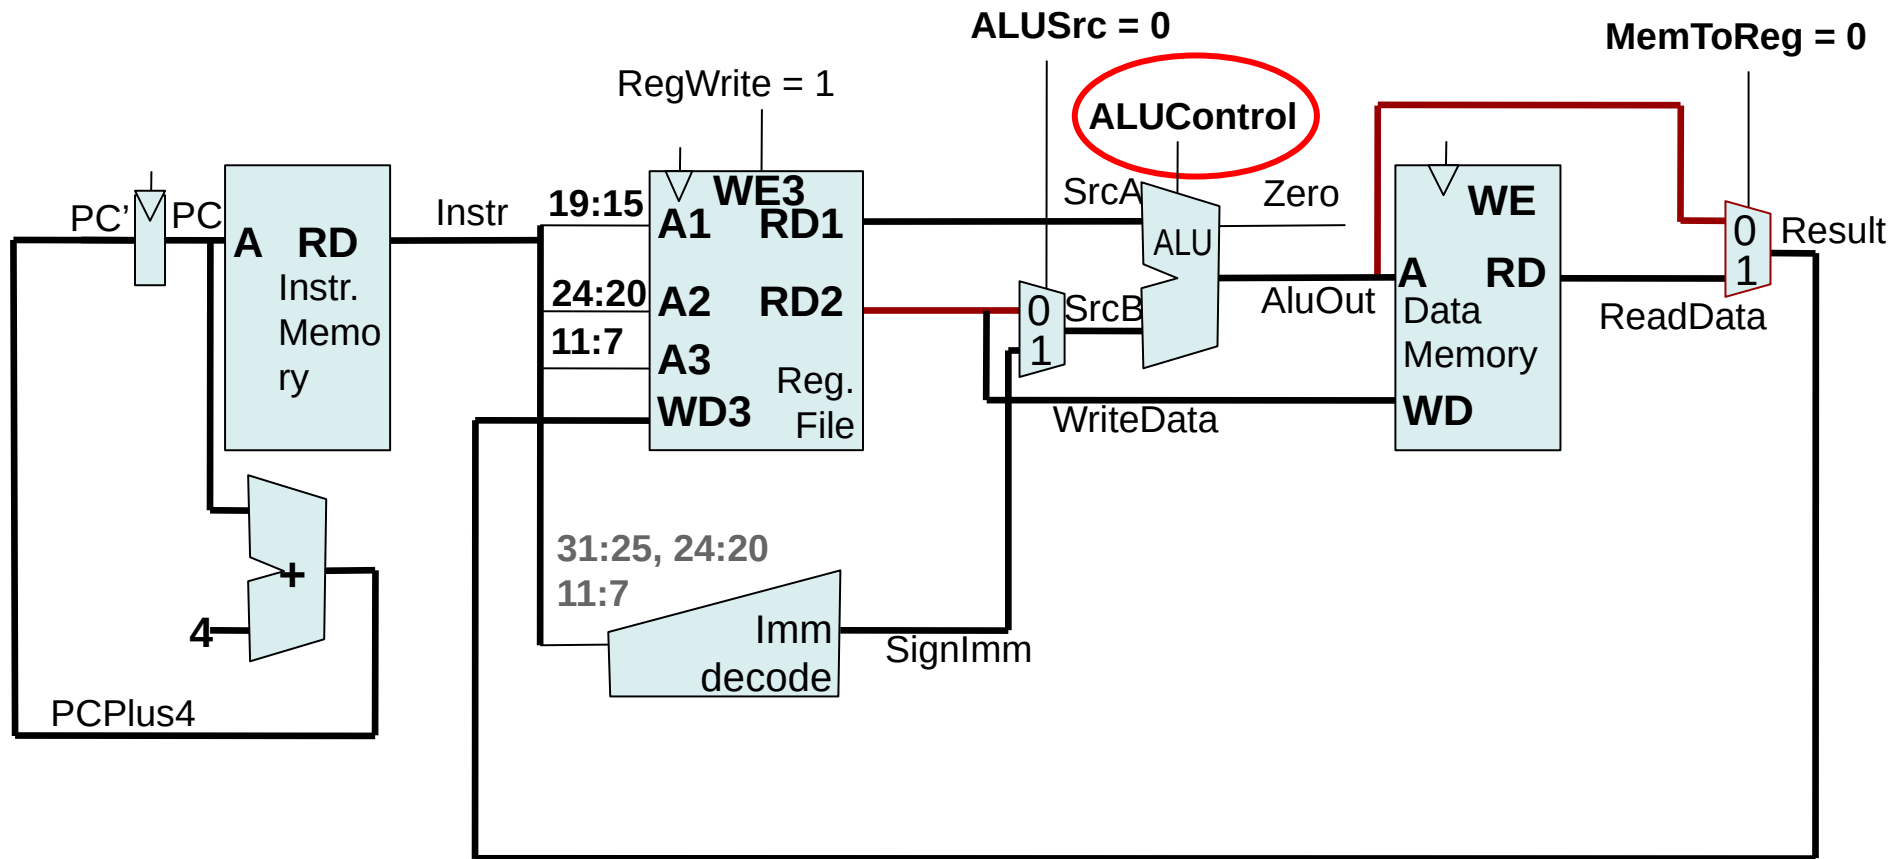 ALUSrc = 0
MemToReg = 0
RegWrite = 1
ALUControl
PC’
PC
A RD
Instr.
Memo
ry
Instr
19:15
24:20
11:7
WE3
A1 RD1
A2 RD2
A3
WD3
Reg.
File
SrcA
0
1
SrcB
ALU
Zero
AluOut
WE
A RD
Data
Memory
WD
WriteData
ReadData
0
1
Result
+
4
PCPlus4
31:25, 24:20
11:7
Imm
decode
SignImm